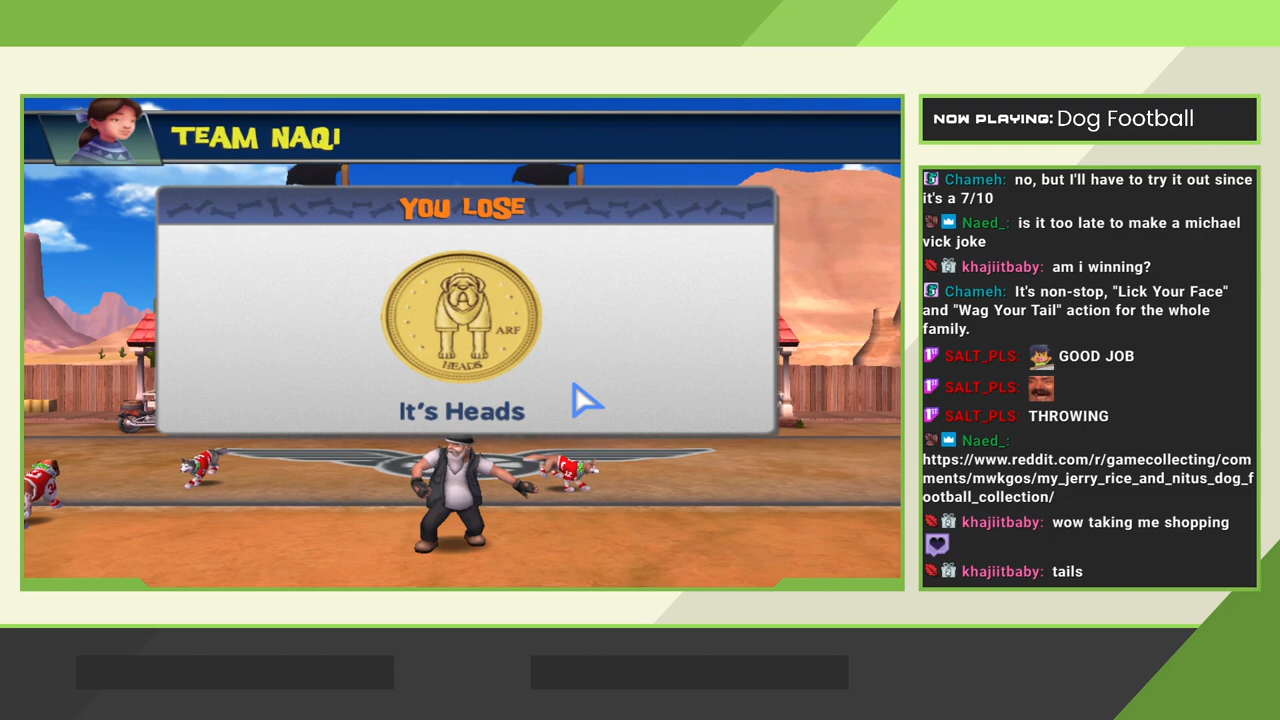 TEAM NAQI
YOU LOSE
ARF
HEADS
It's Heads
NOW PLAYING: Dog Football
Chameh: no, but I'll have to try it out since
it's a 7/10
Naed_: is it too late to make a michael
vick joke
khajiitbaby: am i winning?
Chameh: It's non-stop, "Lick Your Face"
and "Wag Your Tail" action for the whole
family.
SALT_PLS: GOOD JOB
SALT_PLS:
SALT_PLS: THROWING
Naed_:
https://www.reddit.com/r/gamecollecting/com
ments/mwkgos/my_jerry_rice_and_nitus_dog_f
ootball_collection/
khajiitbaby: wow taking me shopping
khajiitbaby: tails